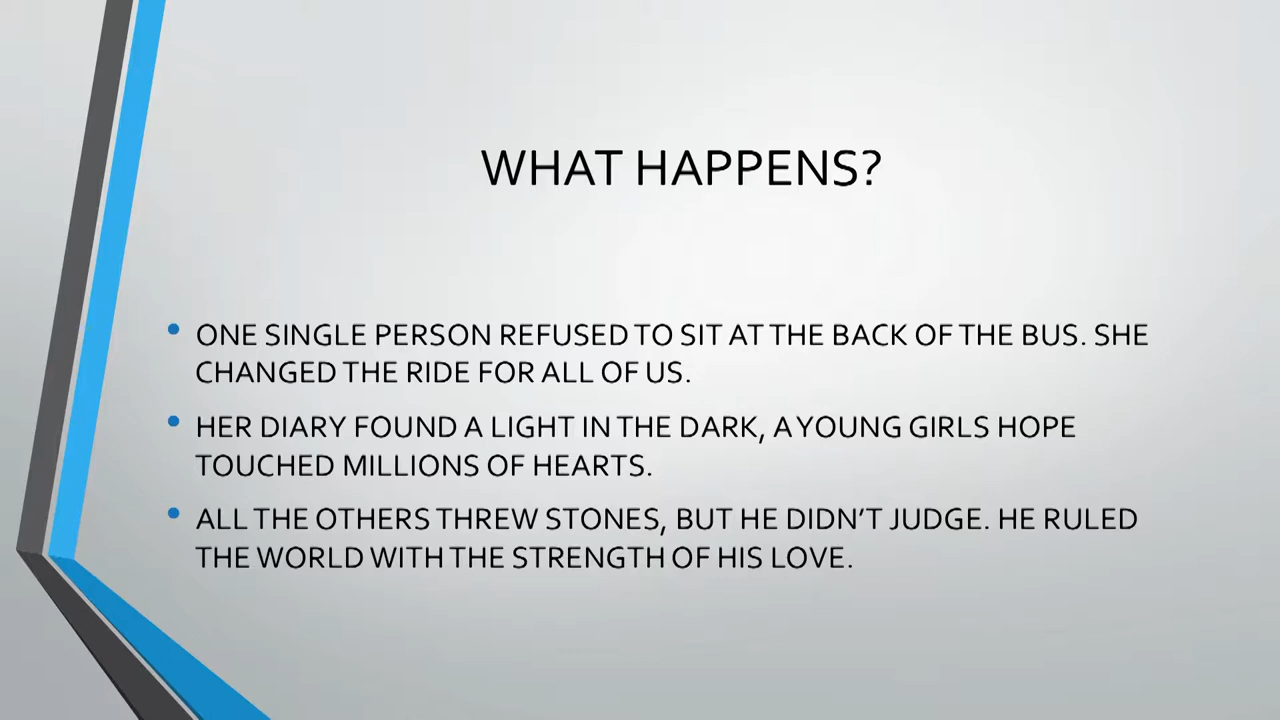 WHAT HAPPENS?
• ONE SINGLE PERSON REFUSED TO SIT AT THE BACK OF THE BUS. SHE
CHANGED THE RIDE FOR ALL OF US.
• HER DIARY FOUND A LIGHT IN THE DARK, A YOUNG GIRLS HOPE
TOUCHED MILLIONS OF HEARTS.
• ALL THE OTHERS THREW STONES, BUT HE DIDN’T JUDGE. HE RULED
THE WORLD WITH THE STRENGTH OF HIS LOVE.